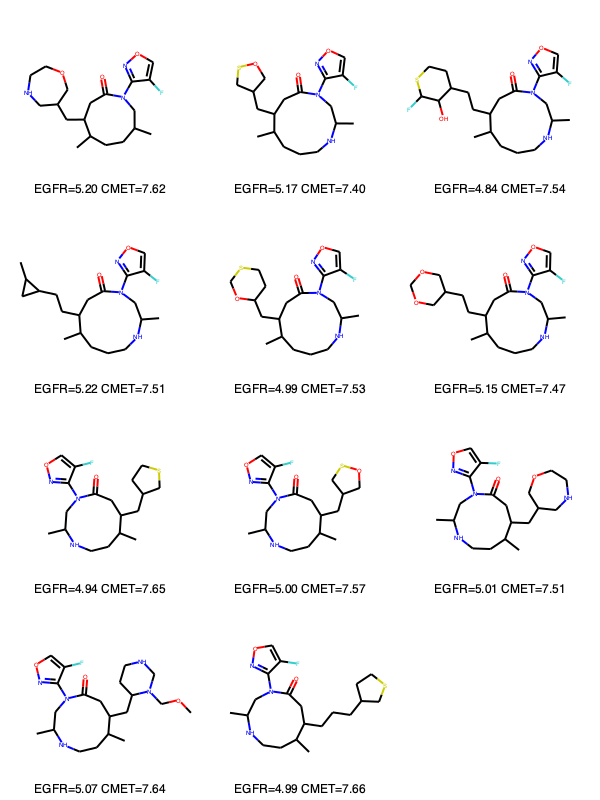 EGFR=5.20 CMET=7.62
EGFR=5.17 CMET=7.40
EGFR=4.84 CMET=7.54
EGFR=5.22 CMET=7.51
EGFR=4.99 CMET=7.53
EGFR=5.15 CMET=7.47
EGFR=4.94 CMET=7.65
EGFR=5.00 CMET=7.57
EGFR=5.01 CMET=7.51
EGFR=5.07 CMET=7.64
EGFR=4.99 CMET=7.66